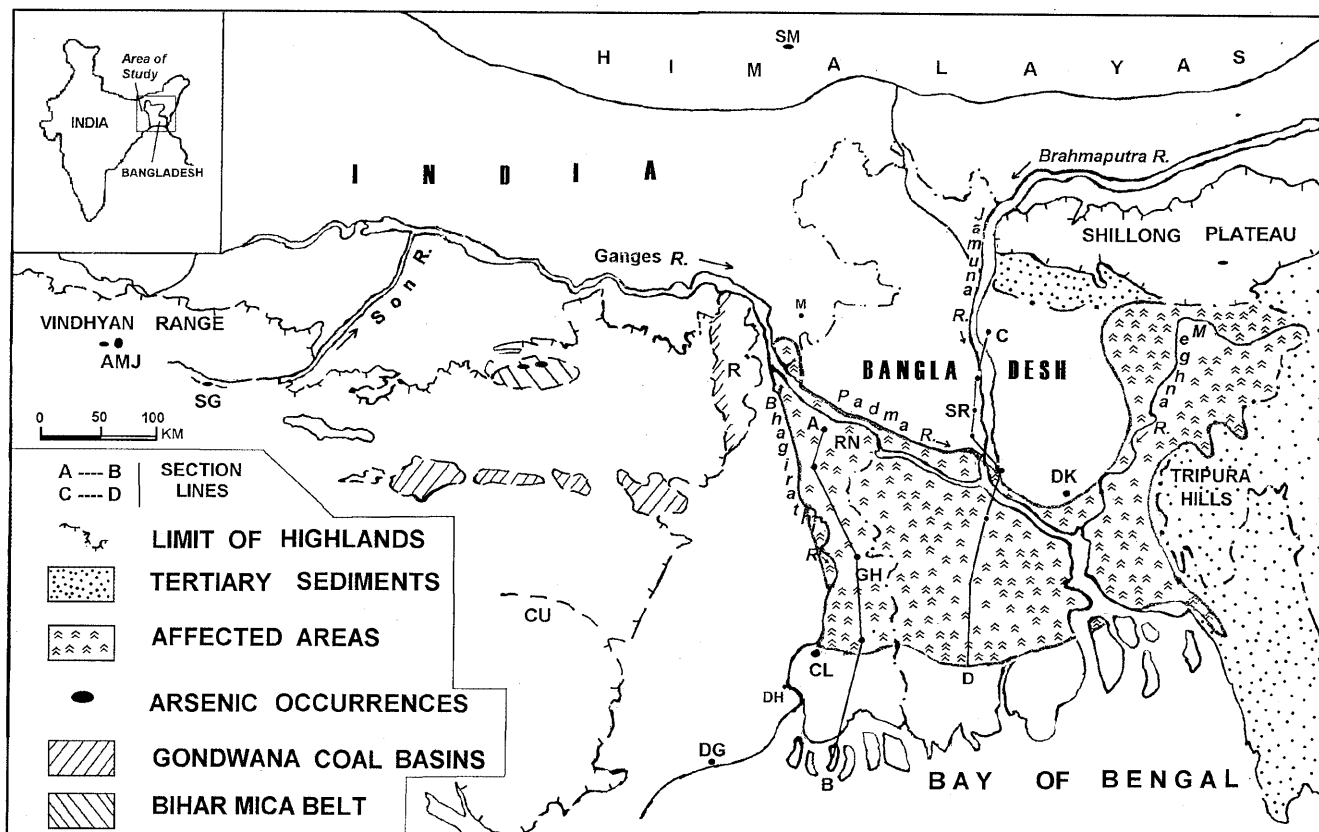 SM
H I M A L A Y A S
Area of
Study
INDIA
BANGLADESH
I N D I A
Brahmaputra R.
Jamuna R.
SHILLONG PLATEAU
Ganges R.
Son R.
VINDHYAN RANGE
AMJ
SG
0 50 100
KM
M
R
C
BANGLA DESH
Meghna R.
Padma R.
Bhagirathi R.
SR
A
RN
DK
TRIPURA
HILLS
GH
CU
CL
D
DH
DG
B
BAY OF BENGAL
A ---- B
C ---- D
SECTION
LINES
LIMIT OF HIGHLANDS
TERTIARY SEDIMENTS
AFFECTED AREAS
ARSENIC OCCURRENCES
GONDWANA COAL BASINS
BIHAR MICA BELT